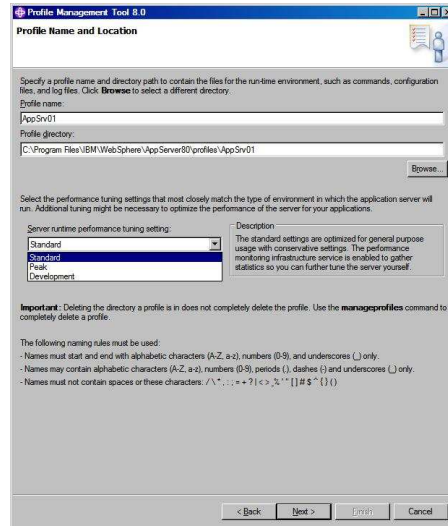 Profile Management Tool 8.0
Profile Name and Location
Specify a profile name and directory path to contain the files for the run-time environment, such as commands, configuration
files, and log files. Click Browse to select a different directory.
Profile name:
AppSrv01
Profile directory:
C:\Program Files\IBM\WebSphere\AppServer80\profiles\AppSrv01
Browse...
Select the performance tuning settings that most closely match the type of environment in which the application server will
run. Additional tuning might be necessary to optimize the performance of the server for your applications.
Server runtime performance tuning setting:
Standard
Standard
Peak
Development
Description
The standard settings are optimized for general purpose
usage with conservative settings. The performance
monitoring infrastructure service is enabled to gather
statistics so you can further tune the server yourself.
Important: Deleting the directory a profile is in does not completely delete the profile. Use the manageprofiles command to
completely delete a profile.
The following naming rules must be used:
- Names must start and end with alphabetic characters (A-Z, a-z), numbers (0-9), and underscores (_) only.
- Names may contain alphabetic characters (A-Z, a-z), numbers (0-9), periods (.), dashes (-) and underscores (_) only.
- Names must not contain spaces or these characters: / \ * , : ; = + ? | < > , % ' " [ ] # $ ^ { } ( )
< Back
Next >
Finish
Cancel